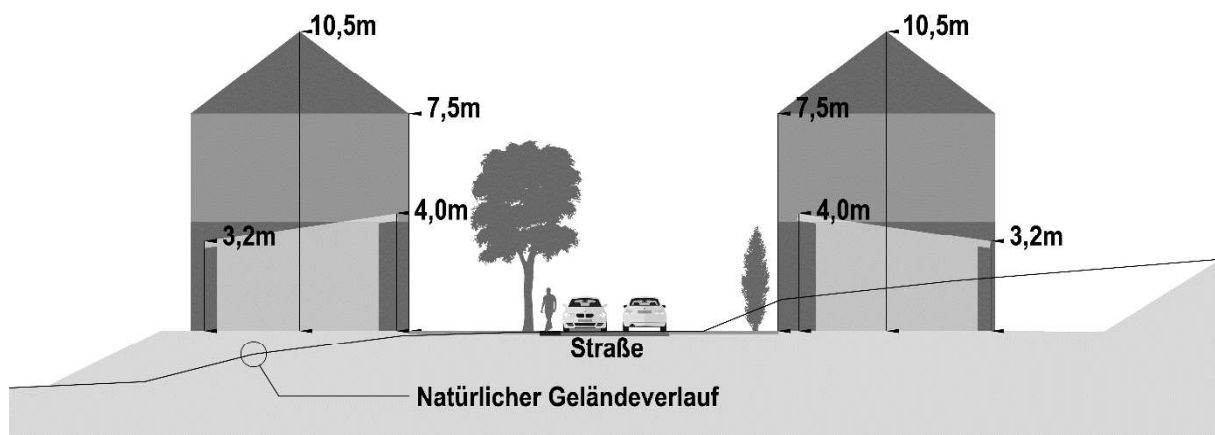 10,5m
10,5m
7,5m
7,5m
4,0m
3,2m
4,0m
3,2m
Straße
Natürlicher Geländeverlauf